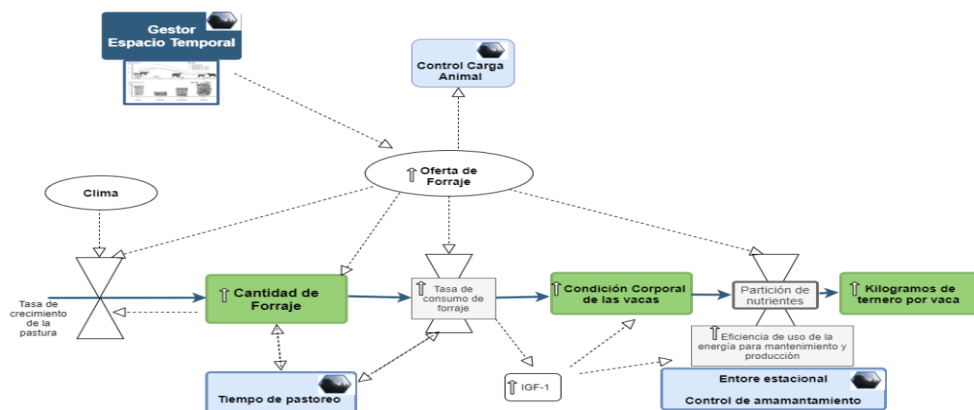 Gestor
Espacio Temporal
Control Carga
Animal
Oferta de
Forraje
Clima
Tasa de
crecimiento
de la
pastura
Cantidad de
Forraje
Tasa de
consumo de
forraje
Condición Corporal
de las vacas
Partición de
nutrientes
Kilogramos de
ternero por vaca
Eficiencia de uso de la
energía para mantenimiento y
producción
IGF-1
Tiempo de pastoreo
Entore estacional
Control de amamantamiento